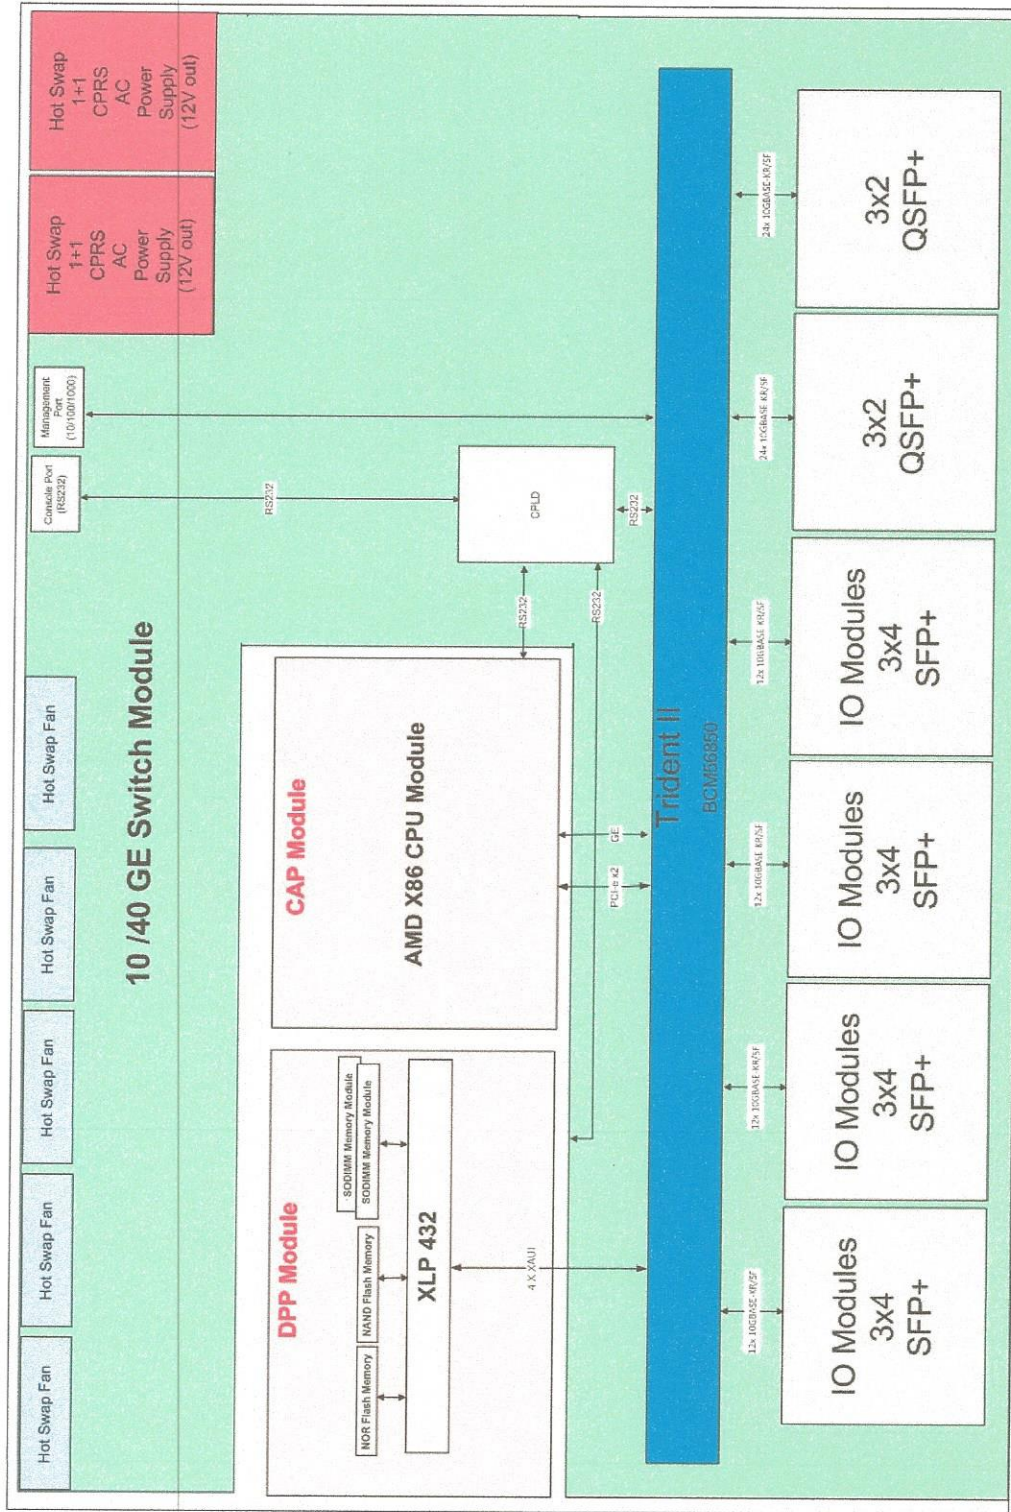 Hot Swap Fan
Hot Swap Fan
Hot Swap Fan
Hot Swap Fan
Hot Swap Fan
Console Port
(RS232)
Management
Port
(10/100/1000)
Hot Swap
1+1
CPRS
AC
Power
Supply
(12V out)
Hot Swap
1+1
CPRS
AC
Power
Supply
(12V out)
10 /40 GE Switch Module
RS232
DPP Module
SODIMM Memory Module
SODIMM Memory Module
NOR Flash Memory
NAND Flash Memory
XLP 432
4 X XAUI
CAP Module
AMD X86 CPU Module
PCI-e x2
GE
RS232
RS232
CPLD
RS232
Trident II
BCM56850
12x 10GBASE-KR/SF
12x 10GBASE-KR/SF
12x 10GBASE KR/SF
12x 10GBASE KR/SF
24x 10GBASE KR/SF
24x 10GBASE-KR/SF
IO Modules
3x4
SFP+
IO Modules
3x4
SFP+
IO Modules
3x4
SFP+
IO Modules
3x4
SFP+
3x2
QSFP+
3x2
QSFP+